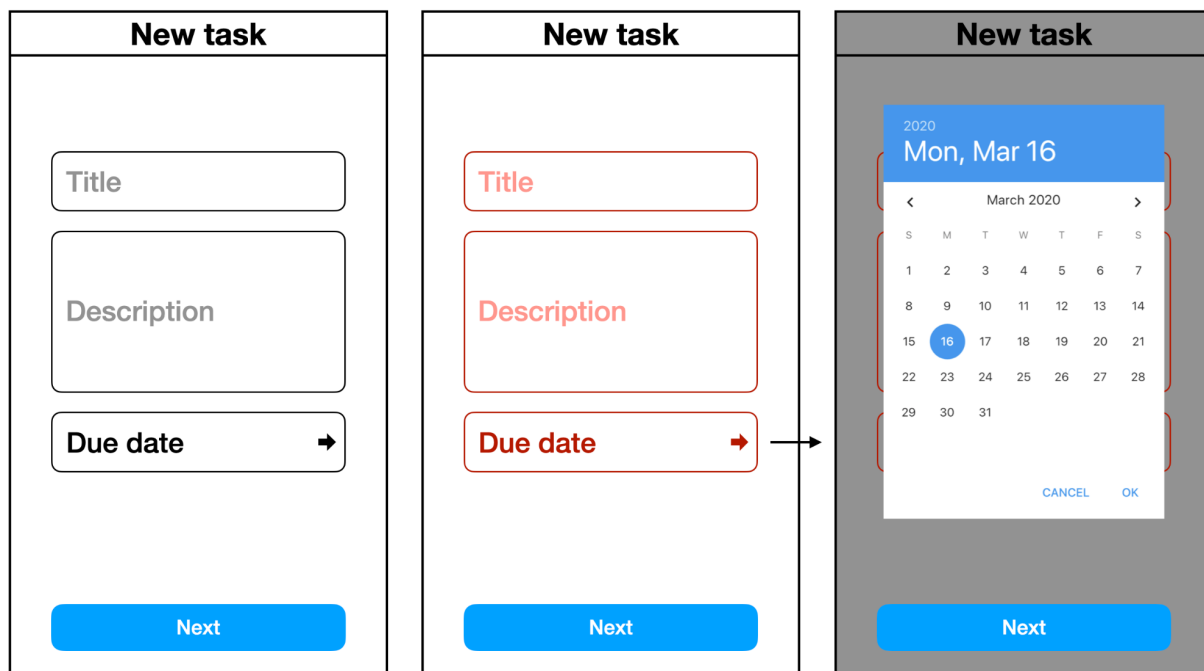 New task
Title
Description
Due date
Next
New task
Title
Description
Due date
Next
New task
2020
Mon, Mar 16
March 2020
S M T W T F S
1 2 3 4 5 6 7
8 9 10 11 12 13 14
15 16 17 18 19 20 21
22 23 24 25 26 27 28
29 30 31
CANCEL OK
Next